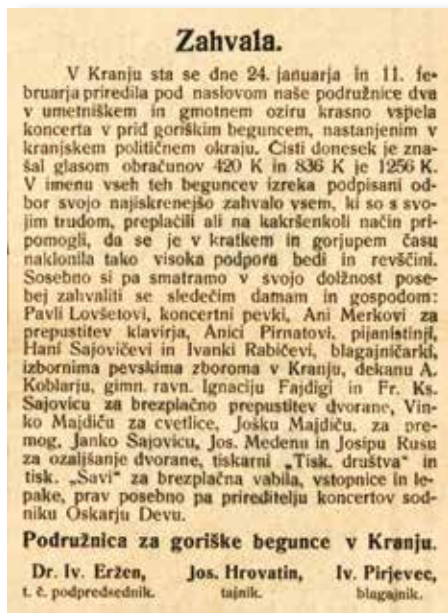 Zahvala.
V Kranju sta se dne 24. januarja in 11. fe-
bruarja priredila pod naslovom naše podružnice dva
v umetniškem in gmotnem oziru krasno vspela
koncerta v prid goriškim beguncem, nastanjenim v
kranjskem političnem okraju. Čisti donesek je zna-
šal glasom obračunov 420 K in 836 K je 1256 K.
V imenu vseh teh beguncev izreka podpisani od-
bor svojo najiskrenejšo zahvalo vsem, ki so s svo-
jim trudom, preplačili ali na kakršenkoli način pri-
pomogli, da se je v kratkem in gorjupem času
naklonila tako visoka podpora bedi in revščini.
Sosebno si pa smatramo v svojo dolžnost pose-
bej zahvaliti se sledečim damam in gospodom:
Pavli Lovšetovi, koncertni pevki, Ani Merkovi za
prepustitev klavirja, Anici Pirnatovi, pijanistinji,
Hani Sajovičevi in Ivanki Rabičevi, blagajničarki,
izbornima pevskima zboroma v Kranju, dekanu A.
Koblarju, gimn. ravn. Ignaciju Fajdigi in Fr. Ks.
Sajovicu za brezplačno prepustitev dvorane, Vin-
ko Majdiču za cvetlice, Jošku Majdiču, za pre-
mog, Janko Sajovicu, Jos. Medenu in Josipu Rusu
za ozaljšanje dvorane, tiskarni „Tisk. društva“ in
tisk. „Savi“ za brezplačna vabila, vstopnice in le-
pake, prav posebno pa prireditelju koncertov sod-
niku Oskarju Devu.
Podružnica za goriške begunce v Kranju.
Dr. Iv. Eržen, Jos. Hrovatin, Iv. Pirjevec,
t. č. podpredsednik. tajnik. blagajnik.